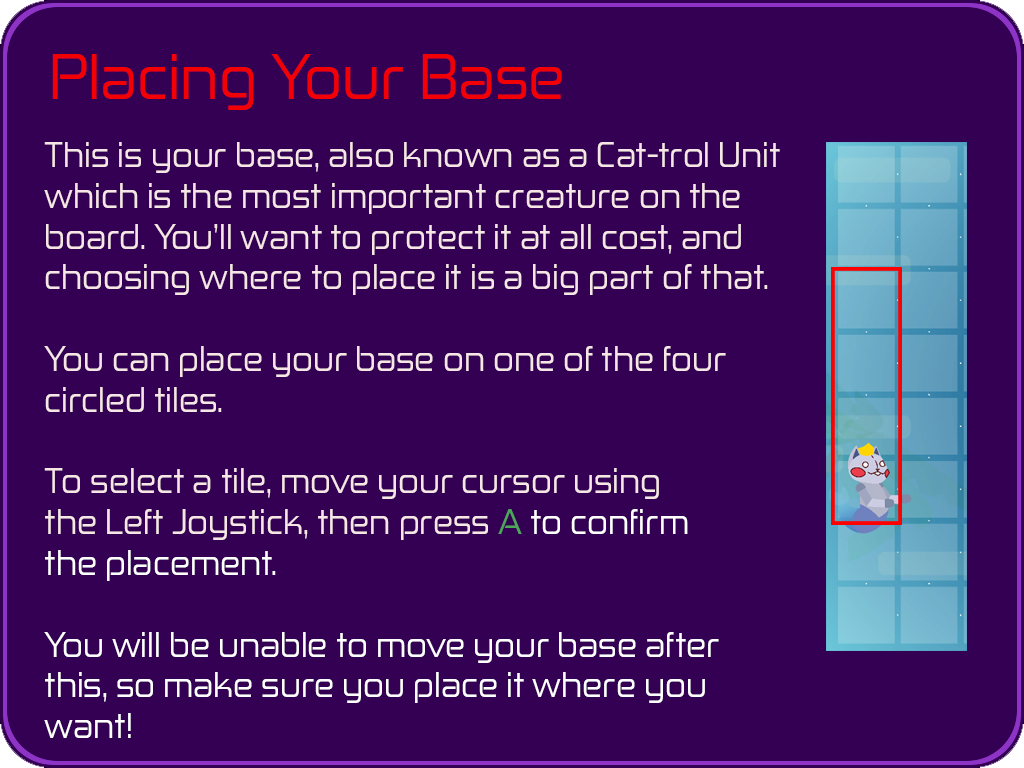 Placing Your Base
This is your base, also known as a Cat-trol Unit
which is the most important creature on the
board. You'll want to protect it at all cost, and
choosing where to place it is a big part of that.
You can place your base on one of the four
circled tiles.
To select a tile, move your cursor using
the Left Joystick, then press A to confirm
the placement.
You will be unable to move your base after
this, so make sure you place it where you
want!